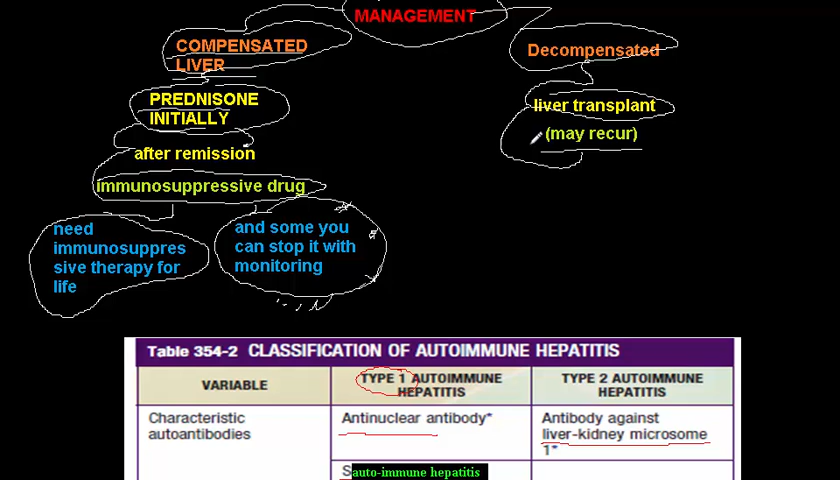 MANAGEMENT
COMPENSATED
LIVER
PREDNISONE
INITIALLY
after remission
immunosuppressive drug
need
immunosuppres
sive therapy for
life
and some you
can stop it with
monitoring
Decompensated
liver transplant
(may recur)
Table 354-2 CLASSIFICATION OF AUTOIMMUNE HEPATITIS
VARIABLE
TYPE 1 AUTOIMMUNE
HEPATITIS
TYPE 2 AUTOIMMUNE
HEPATITIS
Characteristic
autoantibodies
Antinuclear antibody*
Antibody against
liver-kidney microsome
1*
auto-immune hepatitis